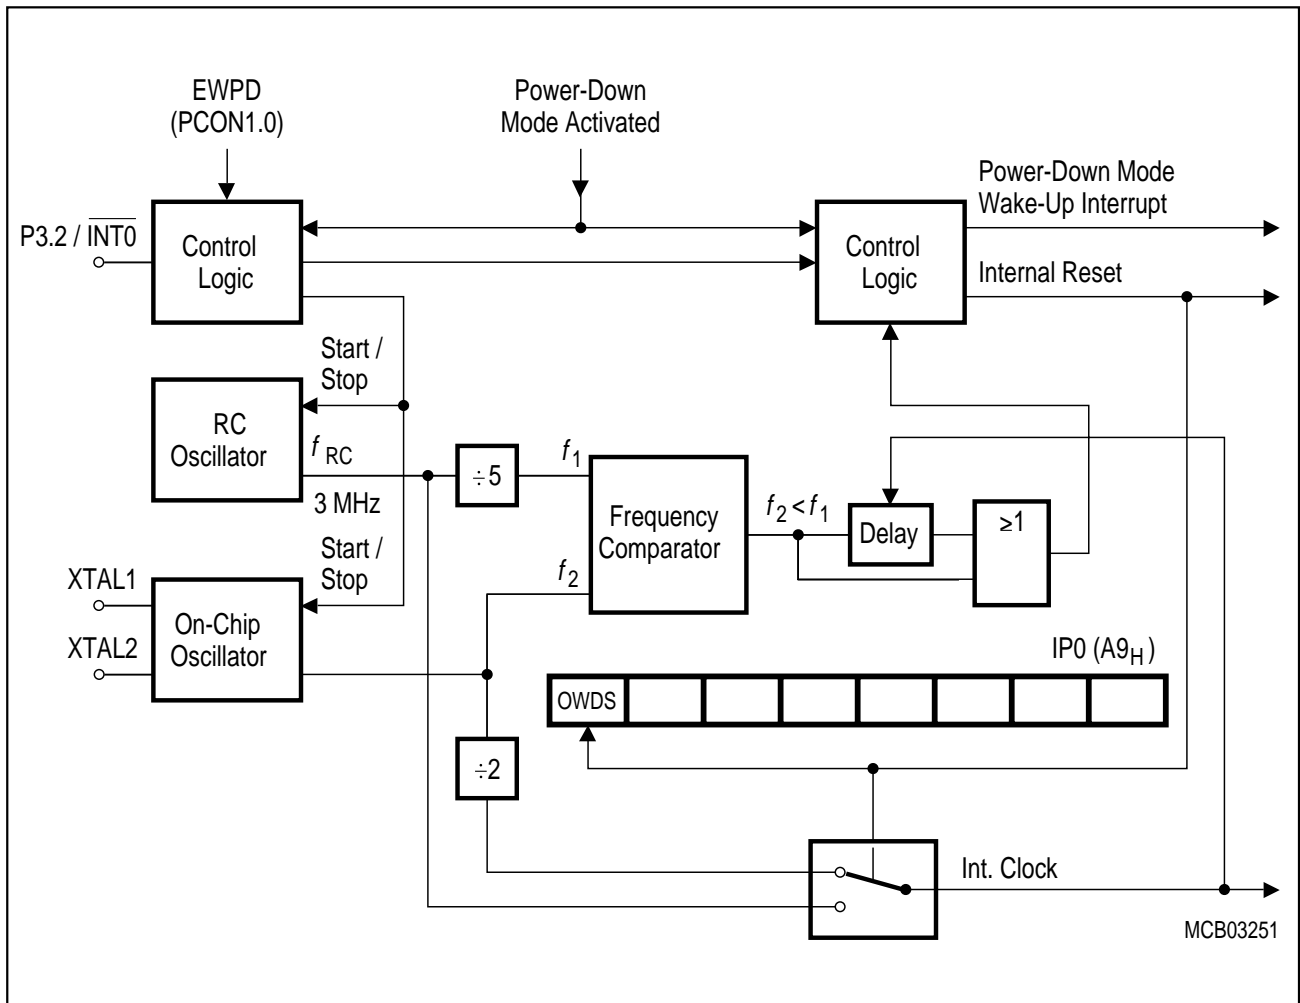 EWPD
(PCON1.0)
Power-Down
Mode Activated
Power-Down Mode
Wake-Up Interrupt
P3.2 / INT0
Control
Logic
Control
Logic
Internal Reset
Start /
Stop
RC
Oscillator
f RC
3 MHz
÷5
f1
Frequency
Comparator
f2 < f1
Delay
≥1
Start /
Stop
f2
XTAL1
XTAL2
On-Chip
Oscillator
IP0 (A9H)
OWDS
÷2
Int. Clock
MCB03251